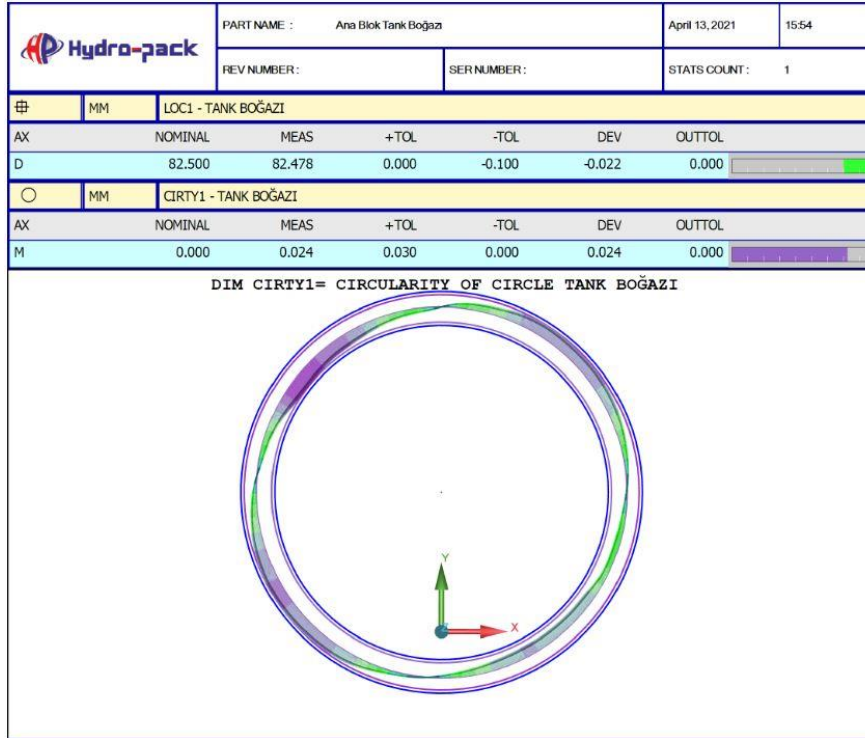 Hydro-pack
PART NAME : Ana Blok Tank Boğazı April 13, 2021 15:54
REV NUMBER : SER NUMBER : STATS COUNT : 1
MM LOC1 - TANK BOĞAZI
AX NOMINAL MEAS +TOL -TOL DEV OUTTOL
D 82.500 82.478 0.000 -0.100 -0.022 0.000
MM CIRTY1 - TANK BOĞAZI
AX NOMINAL MEAS +TOL -TOL DEV OUTTOL
M 0.000 0.024 0.030 0.000 0.024 0.000
DIM CIRTY1= CIRCULARITY OF CIRCLE TANK BOĞAZI
Y
X